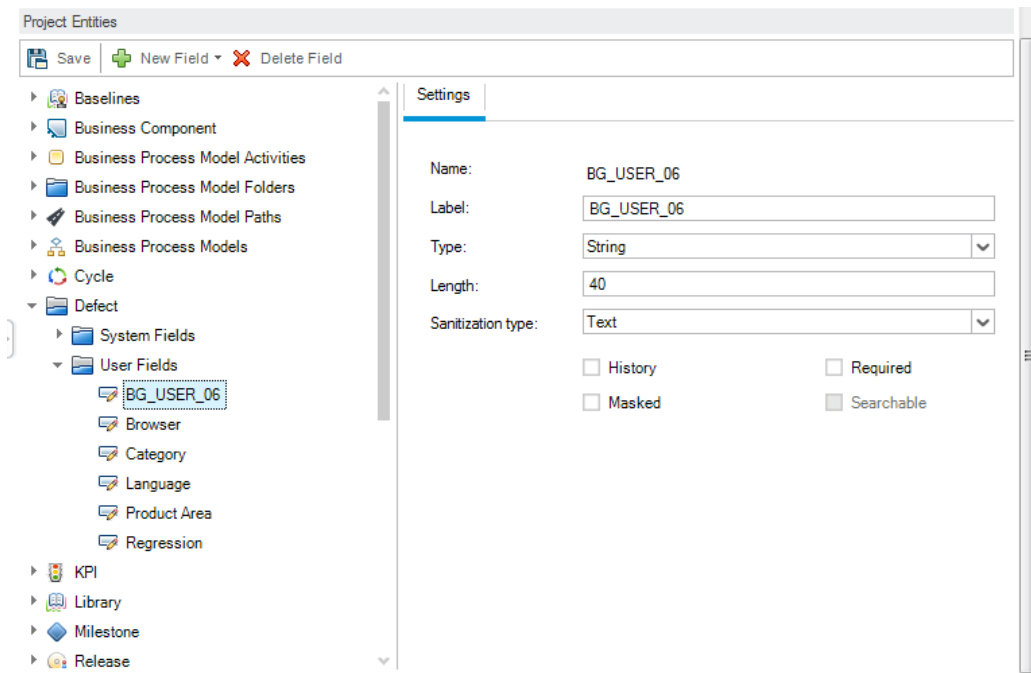 Project Entities
Save New Field Delete Field
Baselines
Business Component
Business Process Model Activities
Business Process Model Folders
Business Process Model Paths
Business Process Models
Cycle
Defect
System Fields
User Fields
BG_USER_06
Browser
Category
Language
Product Area
Regression
KPI
Library
Milestone
Release
Settings
Name: BG_USER_06
Label: BG_USER_06
Type: String
Length: 40
Sanitization type: Text
History Required
Masked Searchable